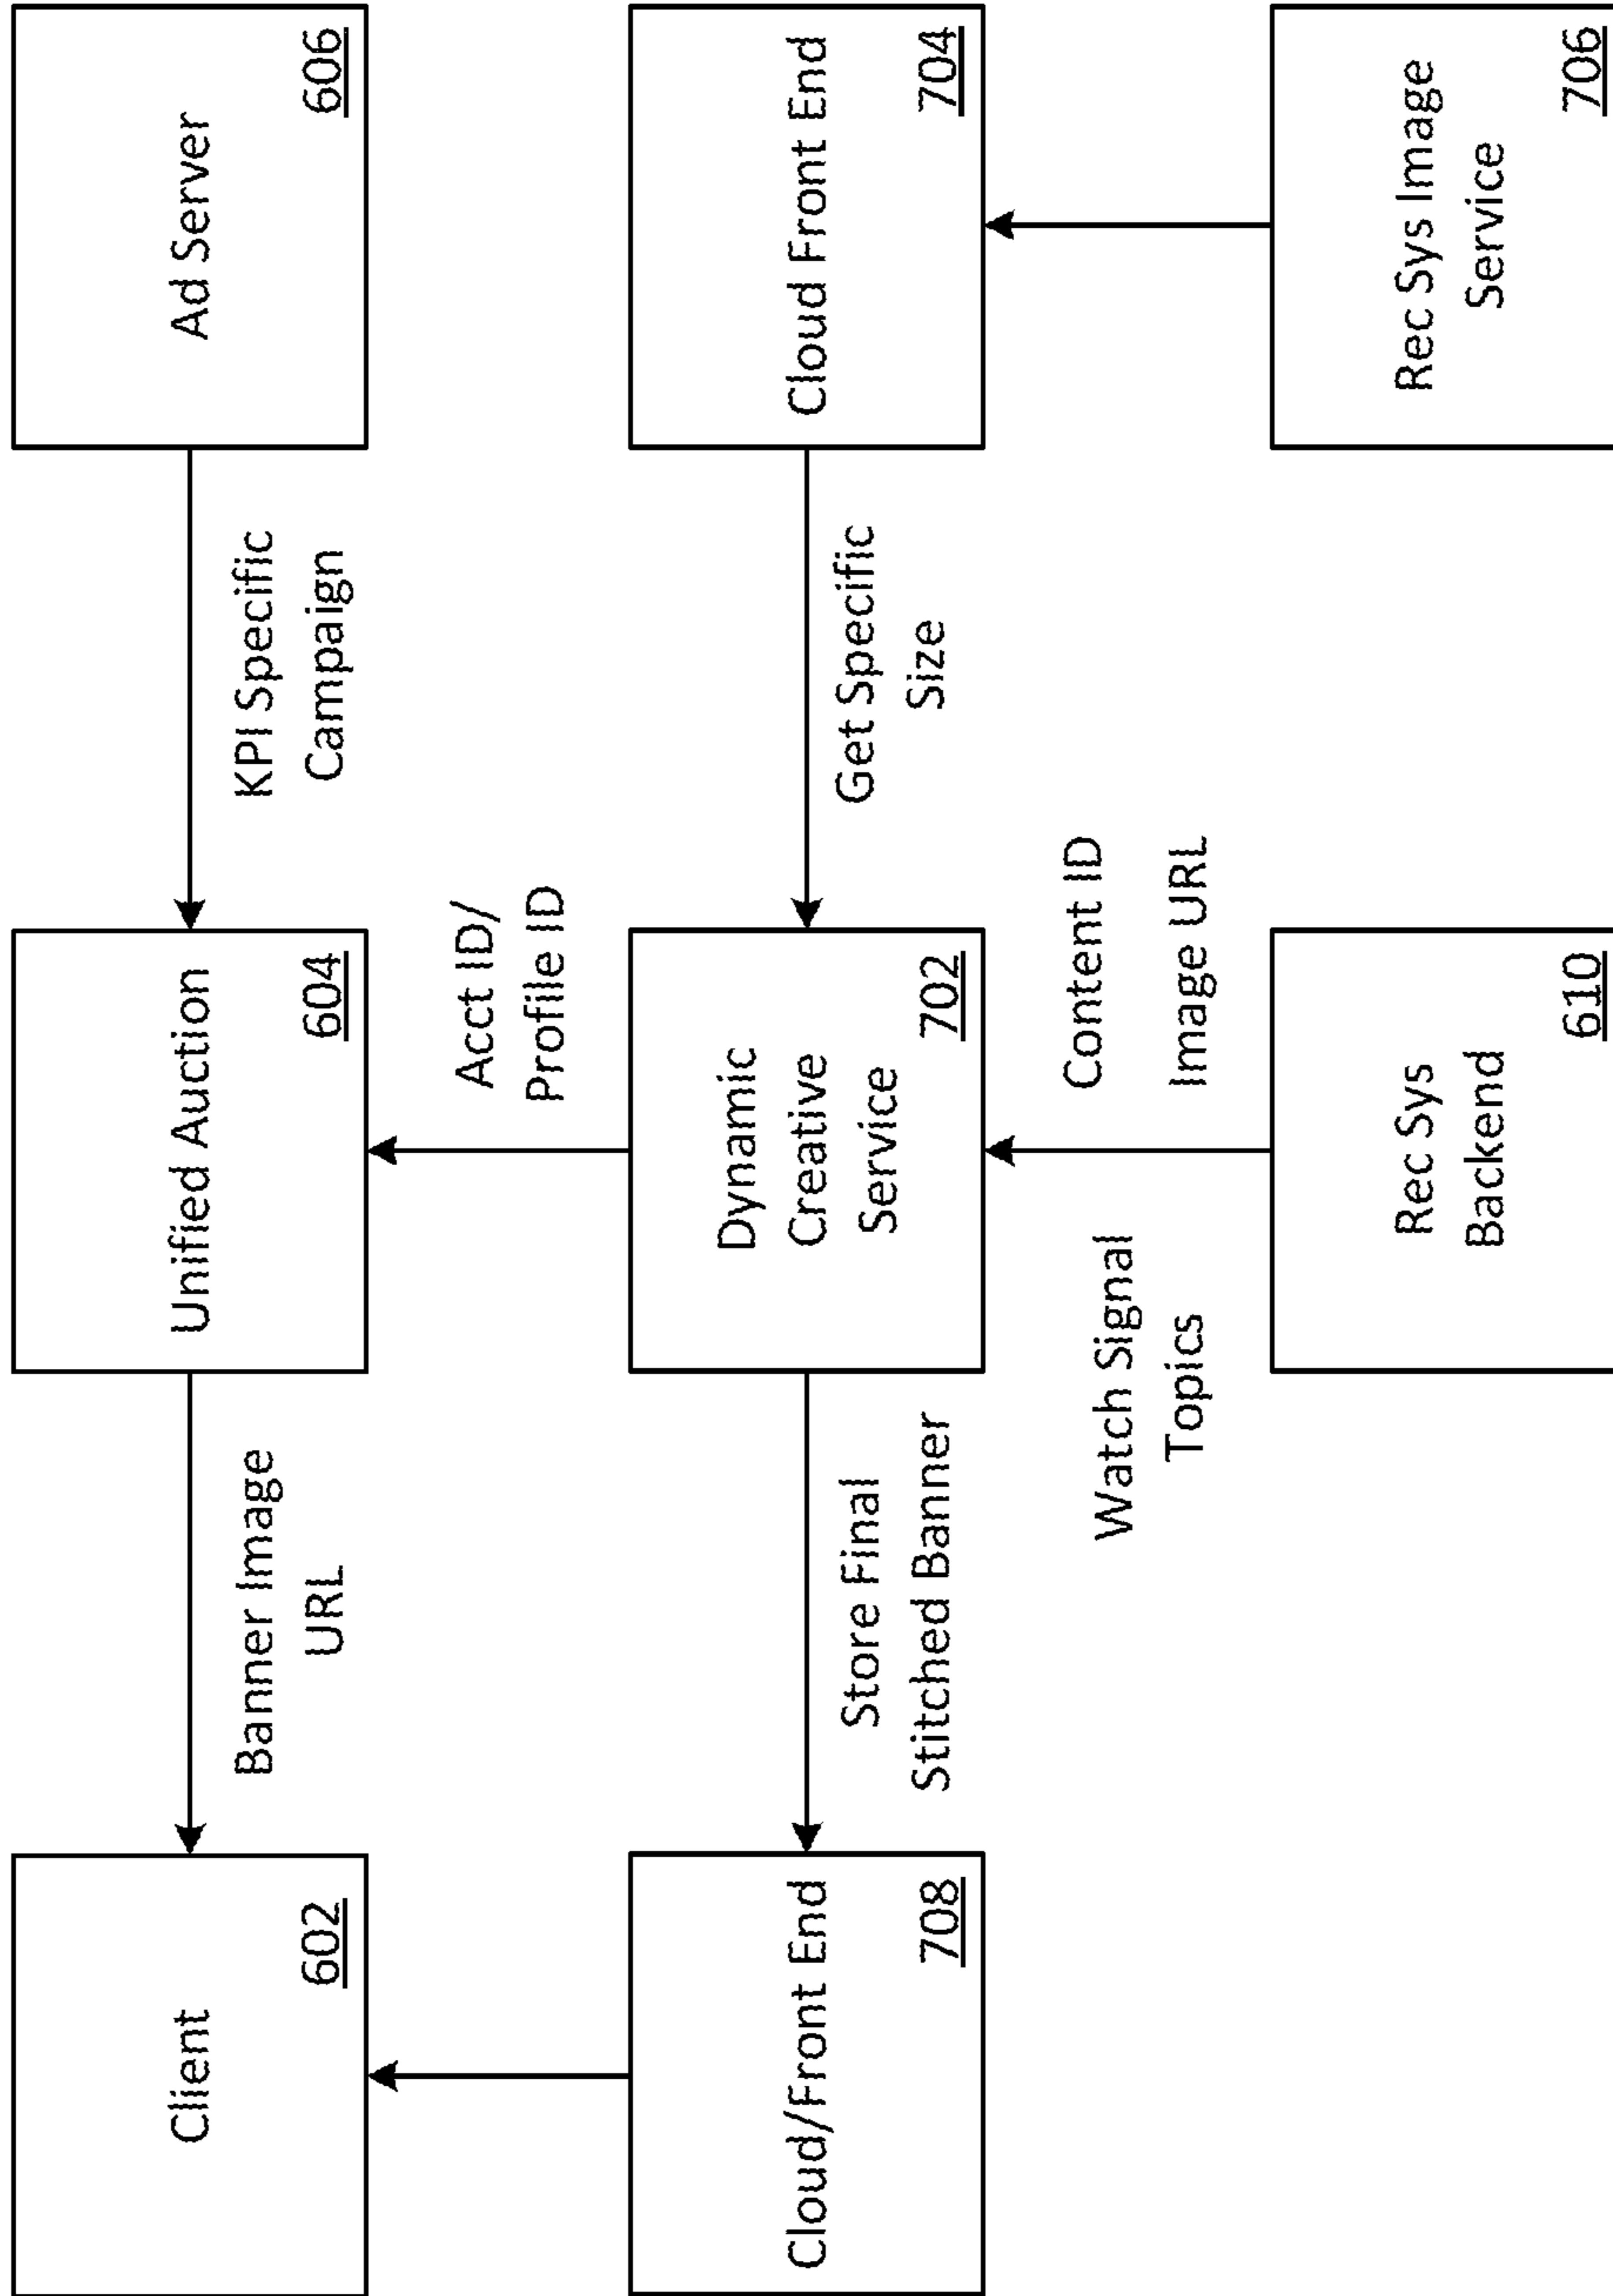 Client
602
Banner Image
URL
Unified Auction
604
KPI Specific
Campaign
Ad Server
606
Acct ID/
Profile ID
Cloud/Front End
708
Store Final
Stitched Banner
Dynamic
Creative
Service
702
Get Specific
Size
Cloud Front End
704
Watch Signal
Topics
Content ID
Image URL
Rec Sys
Backend
610
Rec Sys Image
Service
706